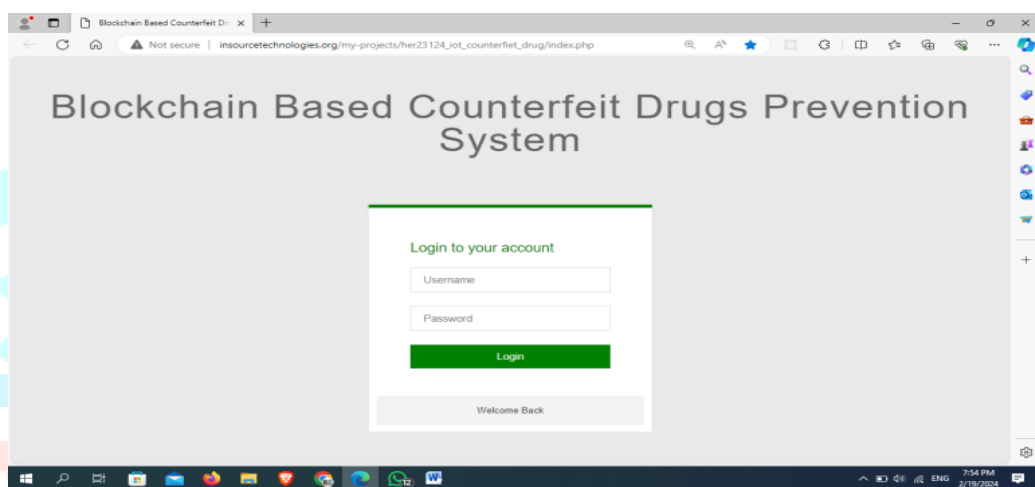 Blockchain Based Counterfeit Dr
Not secure | insourcetechnologies.org/my-projects/her23124_iot_counterfiet_drug/index.php
Blockchain Based Counterfeit Drugs Prevention
System
Login to your account
Username
Password
Login
Welcome Back
12
ENG
7:54 PM
2/19/2024